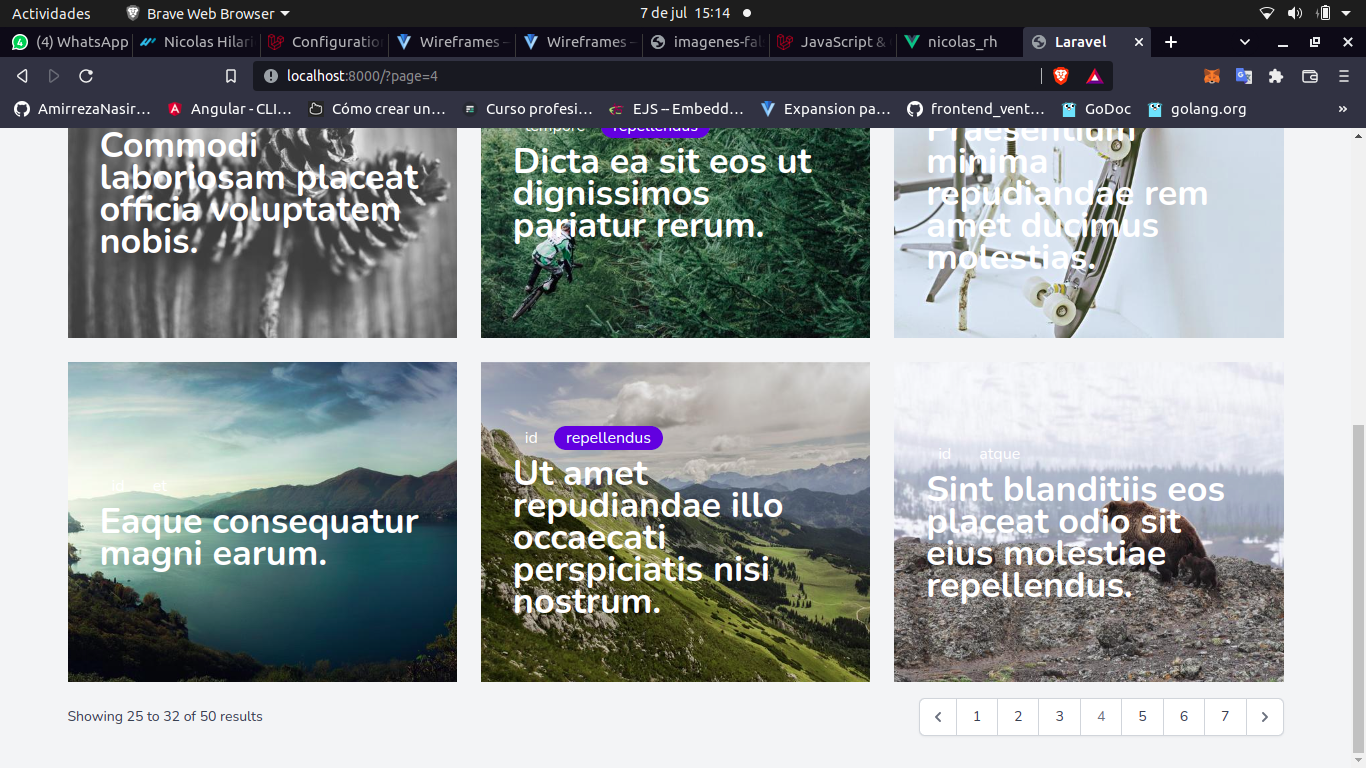 Actividades
Brave Web Browser
7 de jul 15:14
4
(4) WhatsApp
Nicolas Hilari
Configuratio
Wireframes -
Wireframes -
imagenes-fal
JavaScript &
nicolas_rh
Laravel
localhost:8000/?page=4
AmirrezaNasir...
Angular - CLI...
Cómo crear un...
Curso profesi...
EJS -- Embedd...
Expansion pa...
frontend_vent...
GoDoc
golang.org
»
Commodi
laboriosam placeat
officia voluptatem
nobis.
tempore
repellendus
Dicta ea sit eos ut
dignissimos
pariatur rerum.
Praesentium
minima
repudiandae rem
amet ducimus
molestias.
id
et
Eaque consequatur
magni earum.
id
repellendus
Ut amet
repudiandae illo
occaecati
perspiciatis nisi
nostrum.
id
atque
Sint blanditiis eos
placeat odio sit
eius molestiae
repellendus.
Showing 25 to 32 of 50 results
1
2
3
4
5
6
7